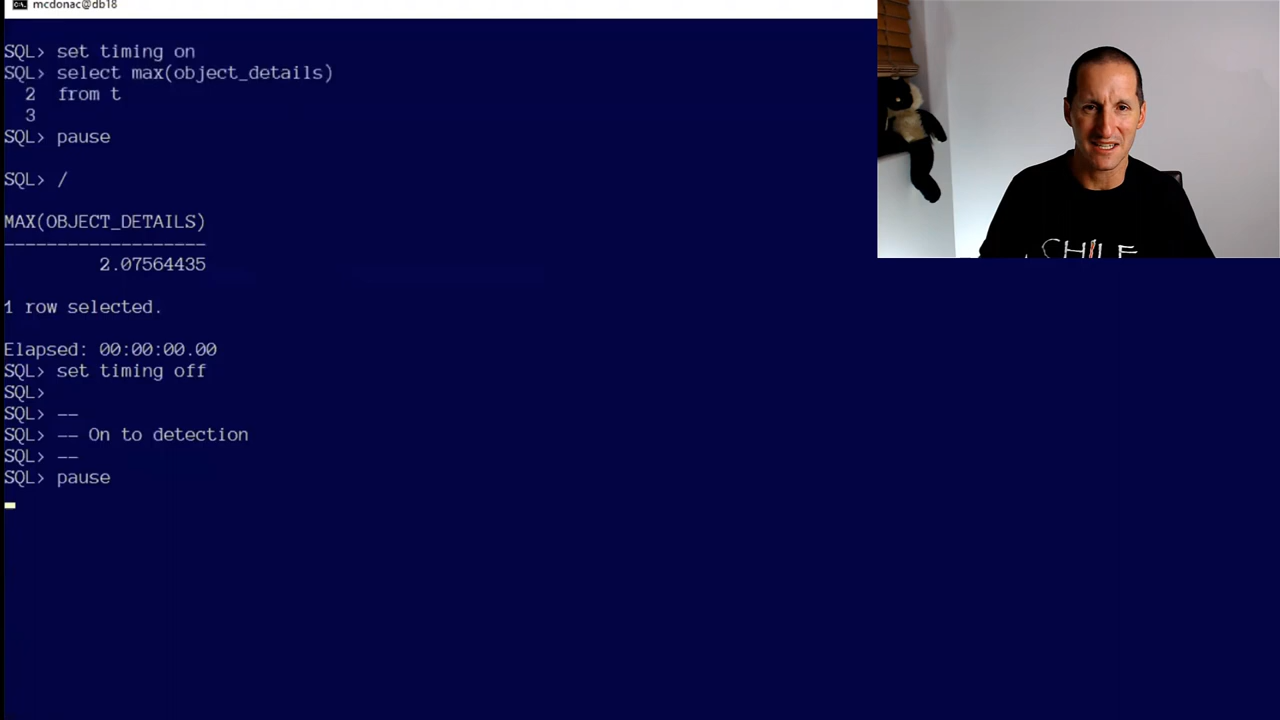 mcdonac@db18
SQL> set timing on
SQL> select max(object_details)
2 from t
3
SQL> pause
SQL> /
MAX(OBJECT_DETAILS)
-------------------
2.07564435
1 row selected.
Elapsed: 00:00:00.00
SQL> set timing off
SQL>
SQL> --
SQL> -- On to detection
SQL> --
SQL> pause
CHILE